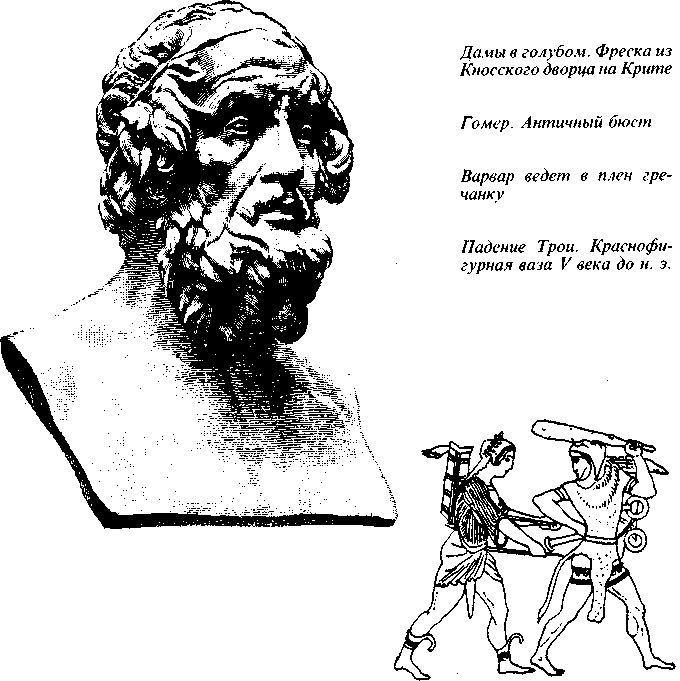 Дамы в голубом. Фреска из
Кносского дворца на Крите
Гомер. Античный бюст
Варвар ведет в плен гре-
чанку
Падение Трои. Краснофи-
гурная ваза V века до н. э.